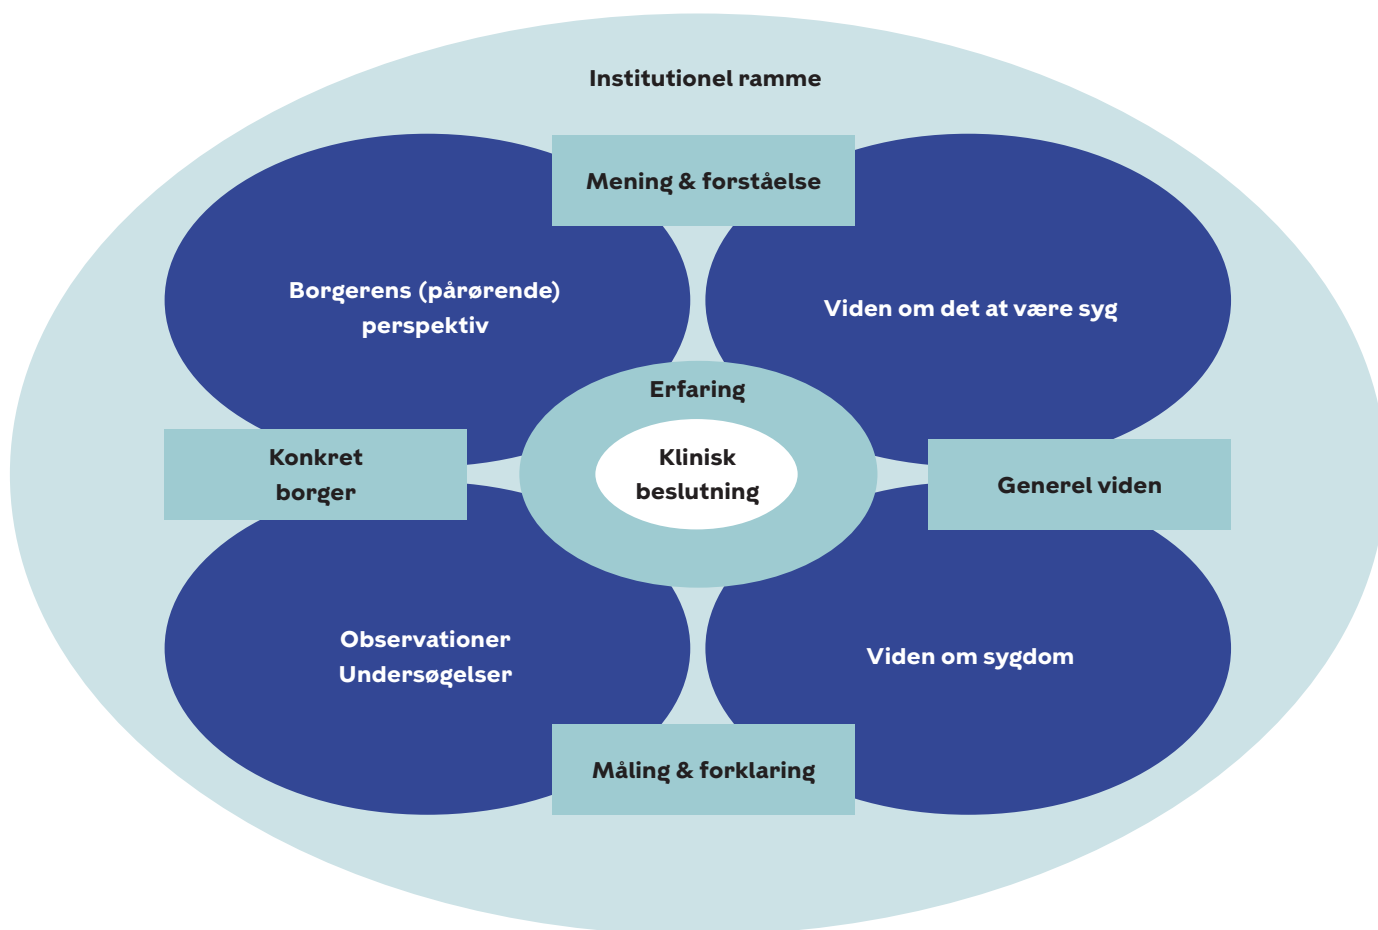 Institutionel ramme
Mening & forståelse
Borgerens (pårørende)
perspektiv
Viden om det at være syg
Erfaring
Klinisk
beslutning
Konkret
borger
Generel viden
Observationer
Undersøgelser
Viden om sygdom
Måling & forklaring